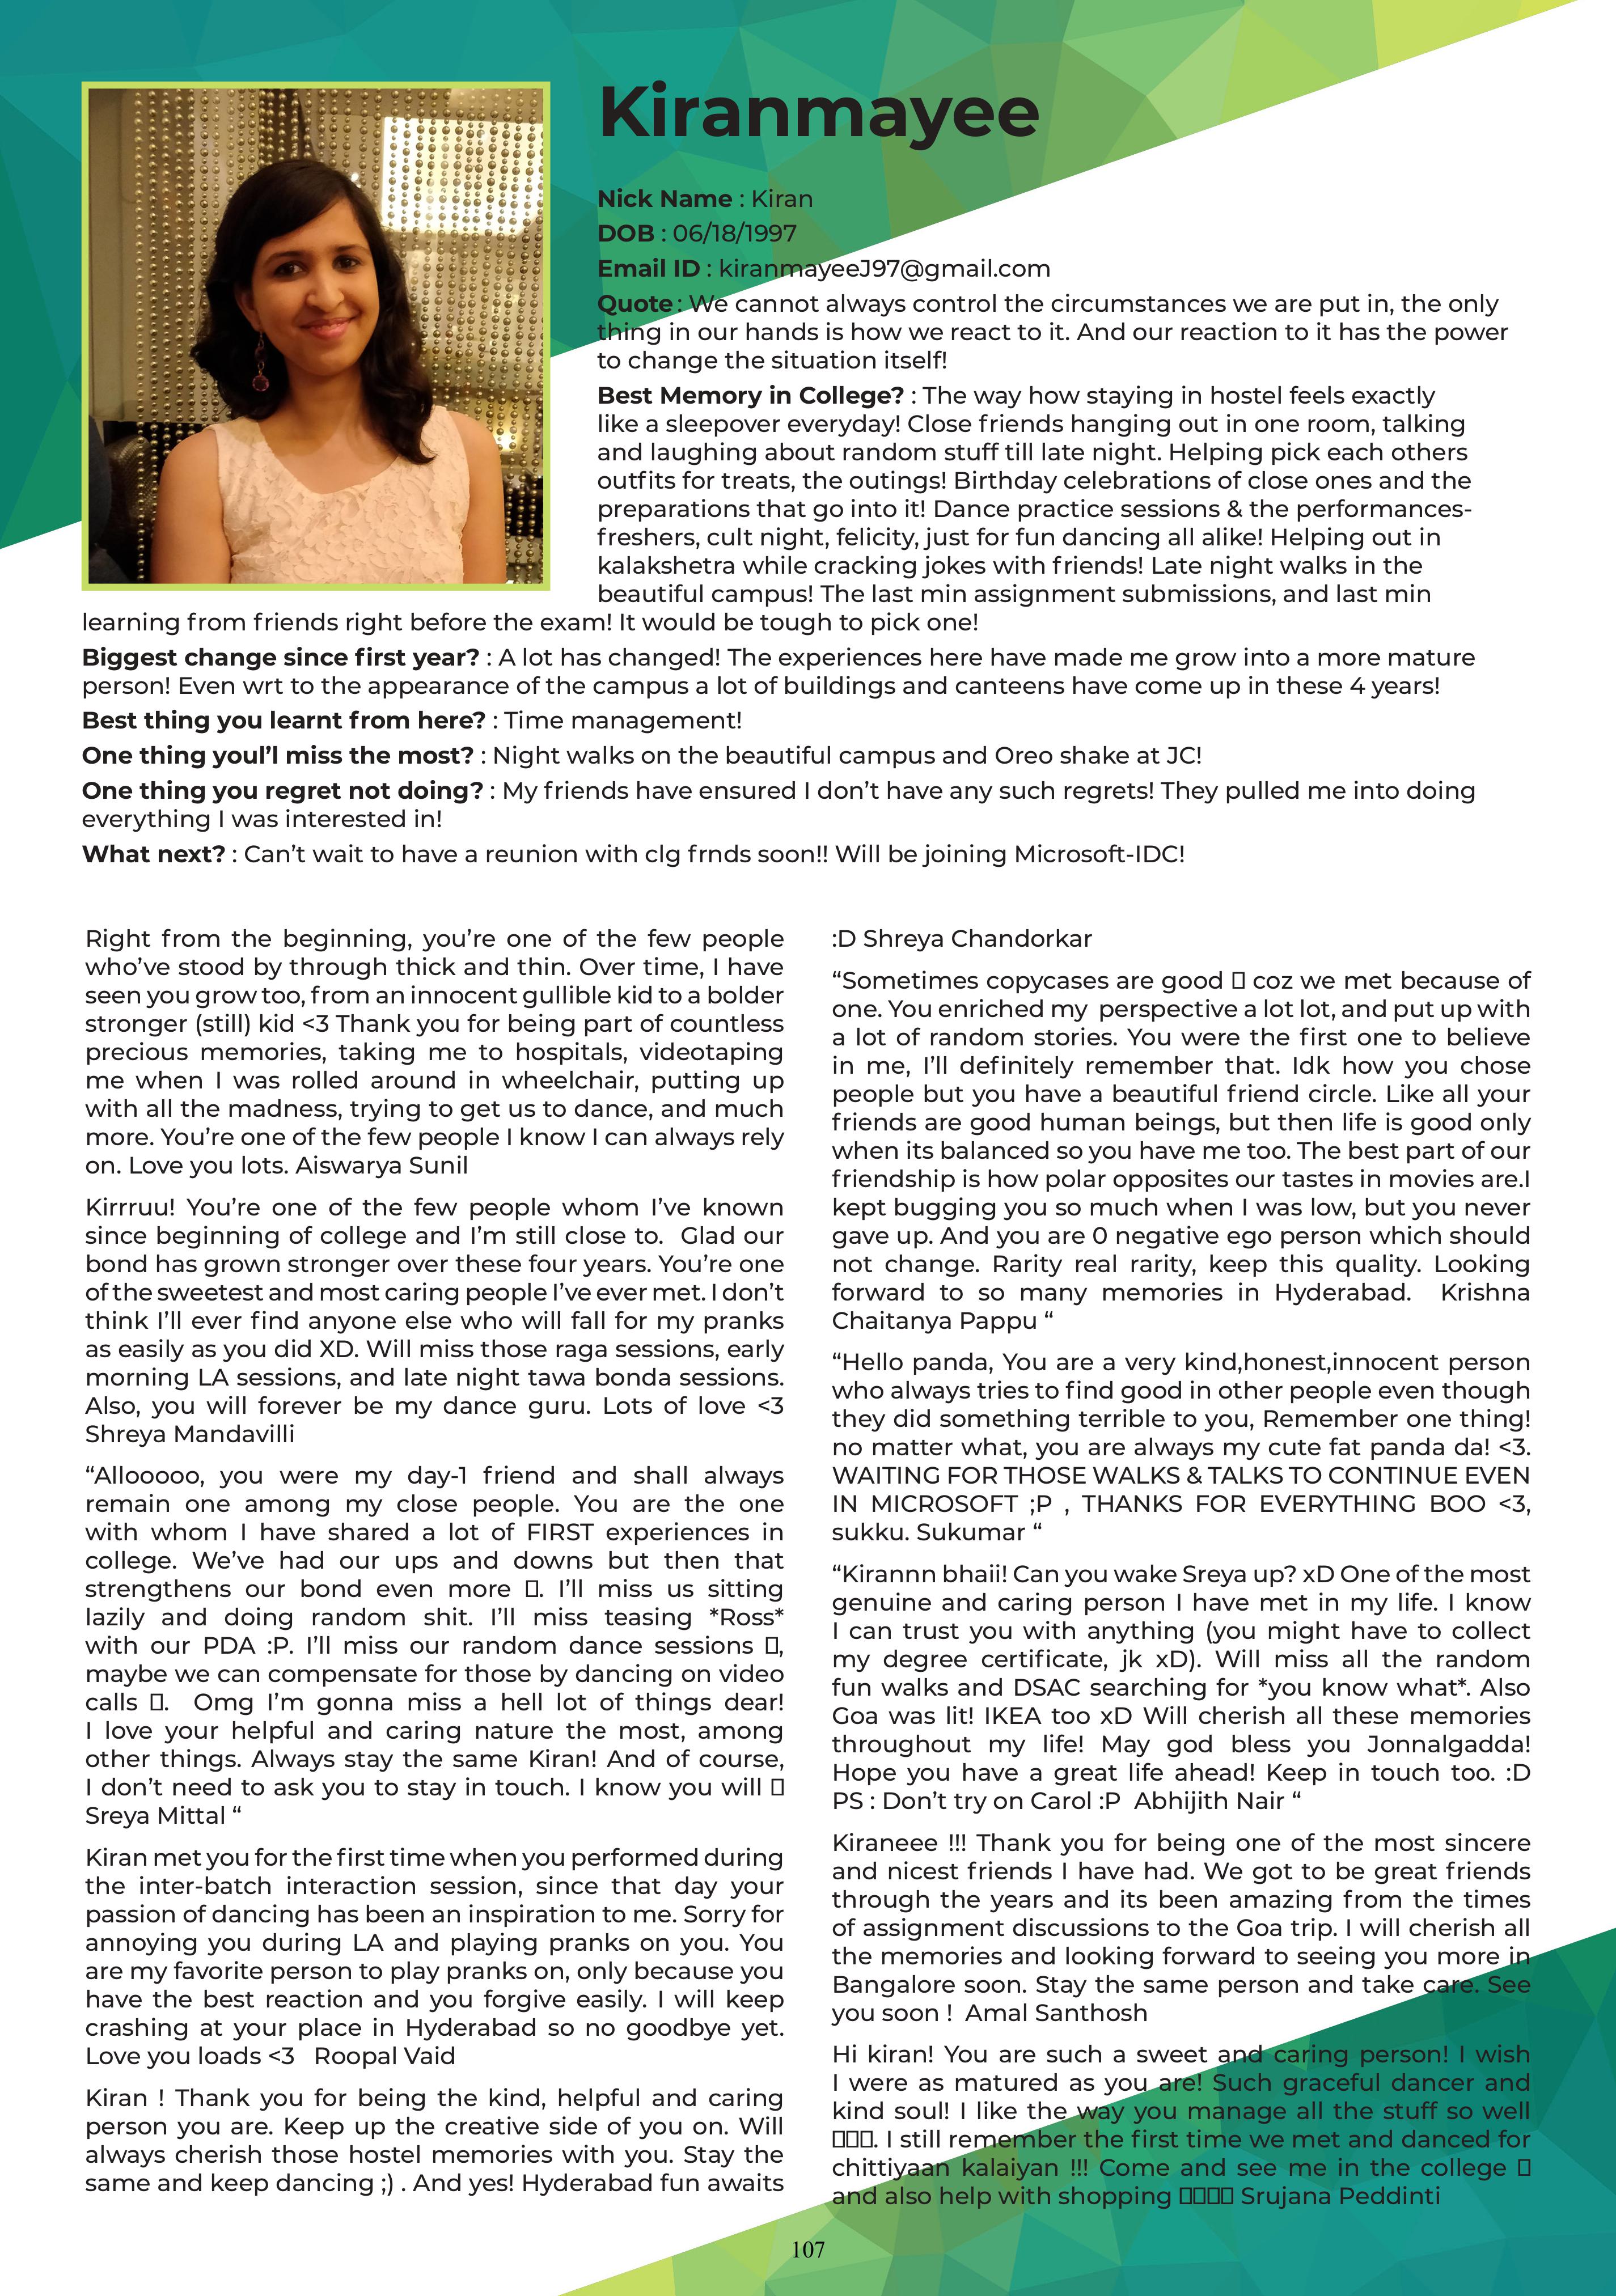 Kiranmayee
Nick Name : Kiran
DOB : 06/18/1997
Email ID : kiranmayeeJ97@gmail.com
Quote : We cannot always control the circumstances we are put in, the only
thing in our hands is how we react to it. And our reaction to it has the power
to change the situation itself!
Best Memory in College? : The way how staying in hostel feels exactly
like a sleepover everyday! Close friends hanging out in one room, talking
and laughing about random stuff till late night. Helping pick each others
outfits for treats, the outings! Birthday celebrations of close ones and the
preparations that go into it! Dance practice sessions & the performances-
freshers, cult night, felicity, just for fun dancing all alike! Helping out in
kalakshetra while cracking jokes with friends! Late night walks in the
beautiful campus! The last min assignment submissions, and last min
learning from friends right before the exam! It would be tough to pick one!
Biggest change since first year? : A lot has changed! The experiences here have made me grow into a more mature
person! Even wrt to the appearance of the campus a lot of buildings and canteens have come up in these 4 years!
Best thing you learnt from here? : Time management!
One thing youl’l miss the most? : Night walks on the beautiful campus and Oreo shake at JC!
One thing you regret not doing? : My friends have ensured I don’t have any such regrets! They pulled me into doing
everything I was interested in!
What next? : Can’t wait to have a reunion with clg frnds soon!! Will be joining Microsoft-IDC!
Right from the beginning, you’re one of the few people
who’ve stood by through thick and thin. Over time, I have
seen you grow too, from an innocent gullible kid to a bolder
stronger (still) kid <3 Thank you for being part of countless
precious memories, taking me to hospitals, videotaping
me when I was rolled around in wheelchair, putting up
with all the madness, trying to get us to dance, and much
more. You’re one of the few people I know I can always rely
on. Love you lots. Aiswarya Sunil
Kirrruu! You’re one of the few people whom I’ve known
since beginning of college and I’m still close to. Glad our
bond has grown stronger over these four years. You’re one
of the sweetest and most caring people I’ve ever met. I don’t
think I’ll ever find anyone else who will fall for my pranks
as easily as you did XD. Will miss those raga sessions, early
morning LA sessions, and late night tawa bonda sessions.
Also, you will forever be my dance guru. Lots of love <3
Shreya Mandavilli
“Allooooo, you were my day-1 friend and shall always
remain one among my close people. You are the one
with whom I have shared a lot of FIRST experiences in
college. We’ve had our ups and downs but then that
strengthens our bond even more ▯. I’ll miss us sitting
lazily and doing random shit. I’ll miss teasing *Ross*
with our PDA :P. I’ll miss our random dance sessions ▯,
maybe we can compensate for those by dancing on video
calls ▯. Omg I’m gonna miss a hell lot of things dear!
I love your helpful and caring nature the most, among
other things. Always stay the same Kiran! And of course,
I don’t need to ask you to stay in touch. I know you will ▯
Sreya Mittal “
Kiran met you for the first time when you performed during
the inter-batch interaction session, since that day your
passion of dancing has been an inspiration to me. Sorry for
annoying you during LA and playing pranks on you. You
are my favorite person to play pranks on, only because you
have the best reaction and you forgive easily. I will keep
crashing at your place in Hyderabad so no goodbye yet.
Love you loads <3 Roopal Vaid
Kiran ! Thank you for being the kind, helpful and caring
person you are. Keep up the creative side of you on. Will
always cherish those hostel memories with you. Stay the
same and keep dancing ;) . And yes! Hyderabad fun awaits
:D Shreya Chandorkar
“Sometimes copycases are good ▯ coz we met because of
one. You enriched my perspective a lot lot, and put up with
a lot of random stories. You were the first one to believe
in me, I’ll definitely remember that. Idk how you chose
people but you have a beautiful friend circle. Like all your
friends are good human beings, but then life is good only
when its balanced so you have me too. The best part of our
friendship is how polar opposites our tastes in movies are.I
kept bugging you so much when I was low, but you never
gave up. And you are 0 negative ego person which should
not change. Rarity real rarity, keep this quality. Looking
forward to so many memories in Hyderabad. Krishna
Chaitanya Pappu “
“Hello panda, You are a very kind,honest,innocent person
who always tries to find good in other people even though
they did something terrible to you, Remember one thing!
no matter what, you are always my cute fat panda da! <3.
WAITING FOR THOSE WALKS & TALKS TO CONTINUE EVEN
IN MICROSOFT ;P , THANKS FOR EVERYTHING BOO <3,
sukku. Sukumar “
“Kirannn bhaii! Can you wake Sreya up? xD One of the most
genuine and caring person I have met in my life. I know
I can trust you with anything (you might have to collect
my degree certificate, jk xD). Will miss all the random
fun walks and DSAC searching for *you know what*. Also
Goa was lit! IKEA too xD Will cherish all these memories
throughout my life! May god bless you Jonnalgadda!
Hope you have a great life ahead! Keep in touch too. :D
PS : Don’t try on Carol :P Abhijith Nair “
Kiraneee !!! Thank you for being one of the most sincere
and nicest friends I have had. We got to be great friends
through the years and its been amazing from the times
of assignment discussions to the Goa trip. I will cherish all
the memories and looking forward to seeing you more in
Bangalore soon. Stay the same person and take care. See
you soon ! Amal Santhosh
Hi kiran! You are such a sweet and caring person! I wish
I were as matured as you are! Such graceful dancer and
kind soul! I like the way you manage all the stuff so well
▯▯▯. I still remember the first time we met and danced for
chittiyaan kalaiyan !!! Come and see me in the college ▯
and also help with shopping ▯▯▯▯ Srujana Peddinti
107